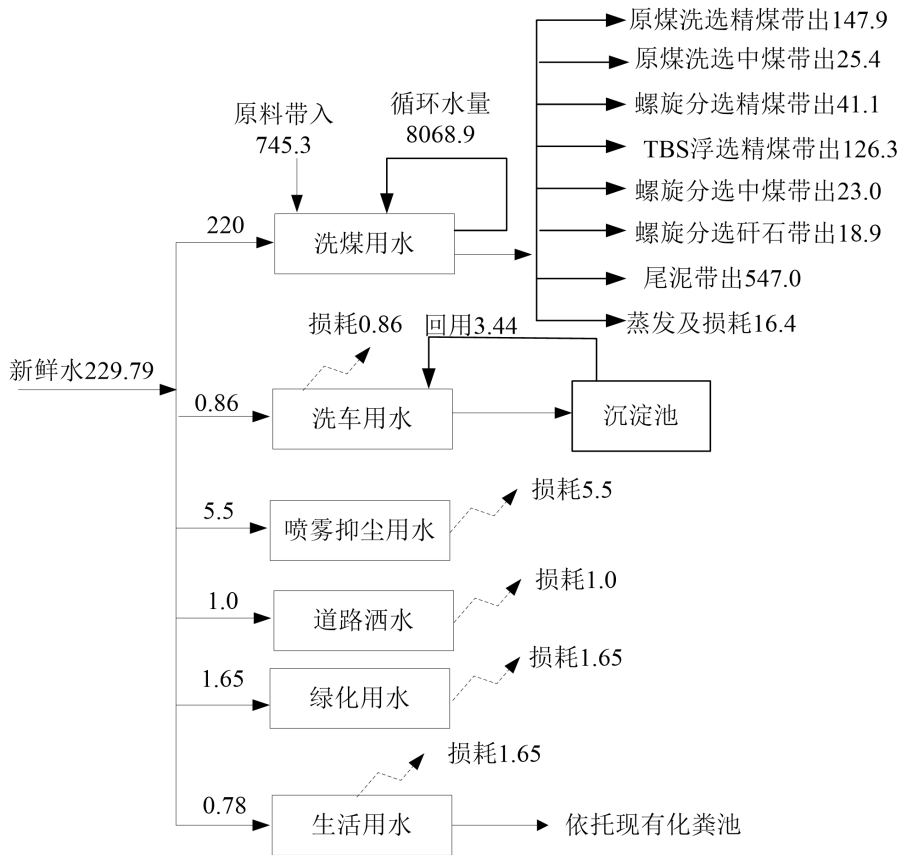 原煤洗选精煤带出147.9
原煤洗选中煤带出25.4
螺旋分选精煤带出41.1
TBS浮选精煤带出126.3
螺旋分选中煤带出23.0
螺旋分选矸石带出18.9
尾泥带出547.0
蒸发及损耗16.4
原料带入
745.3
循环水量
8068.9
220
洗煤用水
新鲜水229.79
损耗0.86
回用3.44
0.86
洗车用水
沉淀池
损耗5.5
5.5
喷雾抑尘用水
损耗1.0
1.0
道路洒水
损耗1.65
1.65
绿化用水
损耗1.65
0.78
生活用水
依托现有化粪池